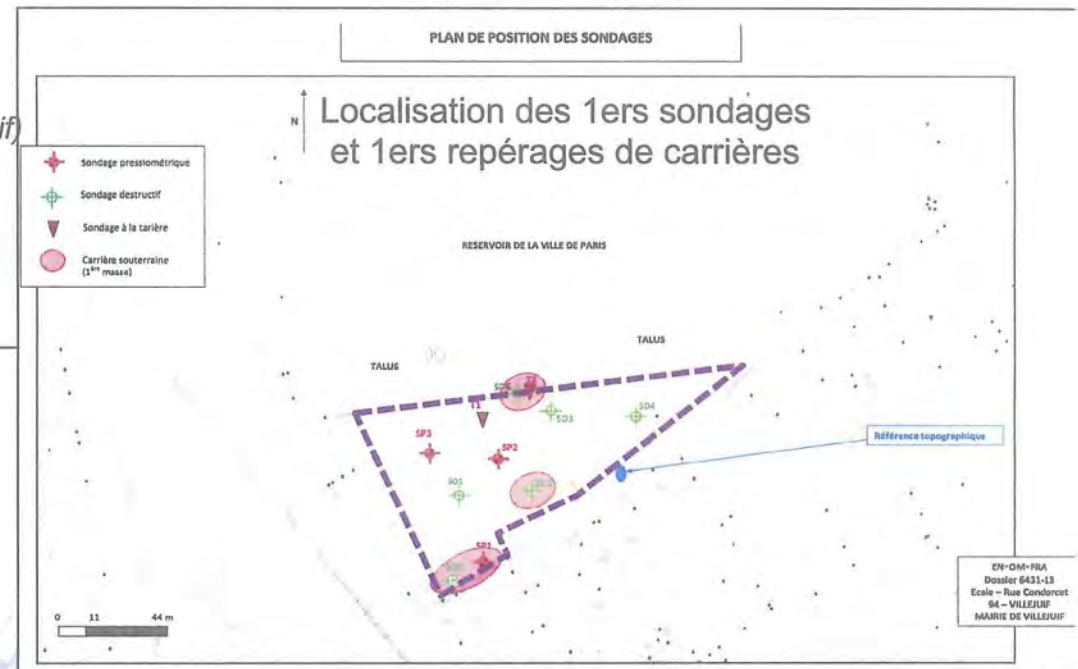 PLAN DE POSITION DES SONDAGES
if)
N
Localisation des 1ers sondages
et 1ers repérages de carrières
Sondage pressiométrique
Sondage destructif
Sondage à la tarière
Carrière souterraine
(1ère masse)
RESERVOIR DE LA VILLE DE PARIS
TALUS
TALUS
T1
SD3
SD4
SP3
SP2
Référence topographique
SD1
SP1
EN-OM-FRA
Dossier 6431-13
Ecole – Rue Condorcet
94 – VILLEJUIF
MAIRIE DE VILLEJUIF
0 11 44 m